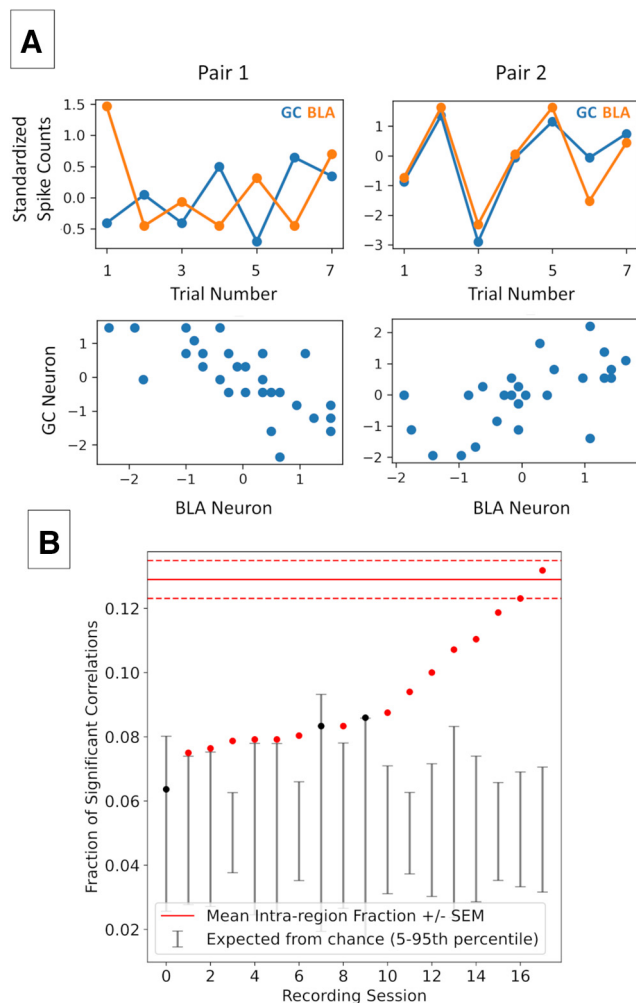 A
Pair 1
Pair 2
Standardized
Spike Counts
1.5
1.0
0.5
0.0
0.5
GC BLA
1
3
5
7
Trial Number
1
0
−1
−2
−3
GC BLA
1
3
5
7
Trial Number
GC Neuron
1
0
−1
−2
−2
−1
0
1
BLA Neuron
2
1
0
−1
−2
−2
−1
0
1
BLA Neuron
B
Fraction of Significant Correlations
0.12
0.10
0.08
0.06
0.04
0.02
Mean Intra-region Fraction +/- SEM
Expected from chance (5-95th percentile)
0
2
4
6
8
10
12
14
16
Recording Session